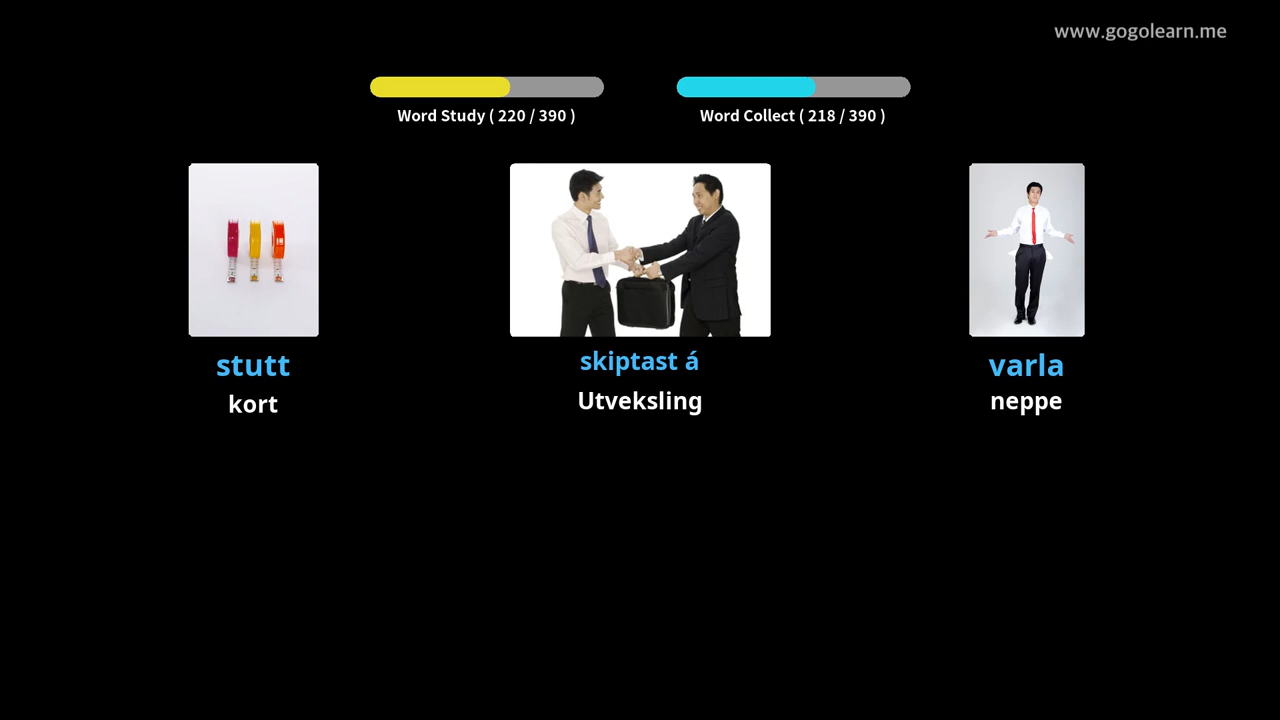 www.gogolearn.me
Word Study ( 220 / 390 )
Word Collect ( 218 / 390 )
stutt
kort
skiptast á
Utveksling
varla
neppe